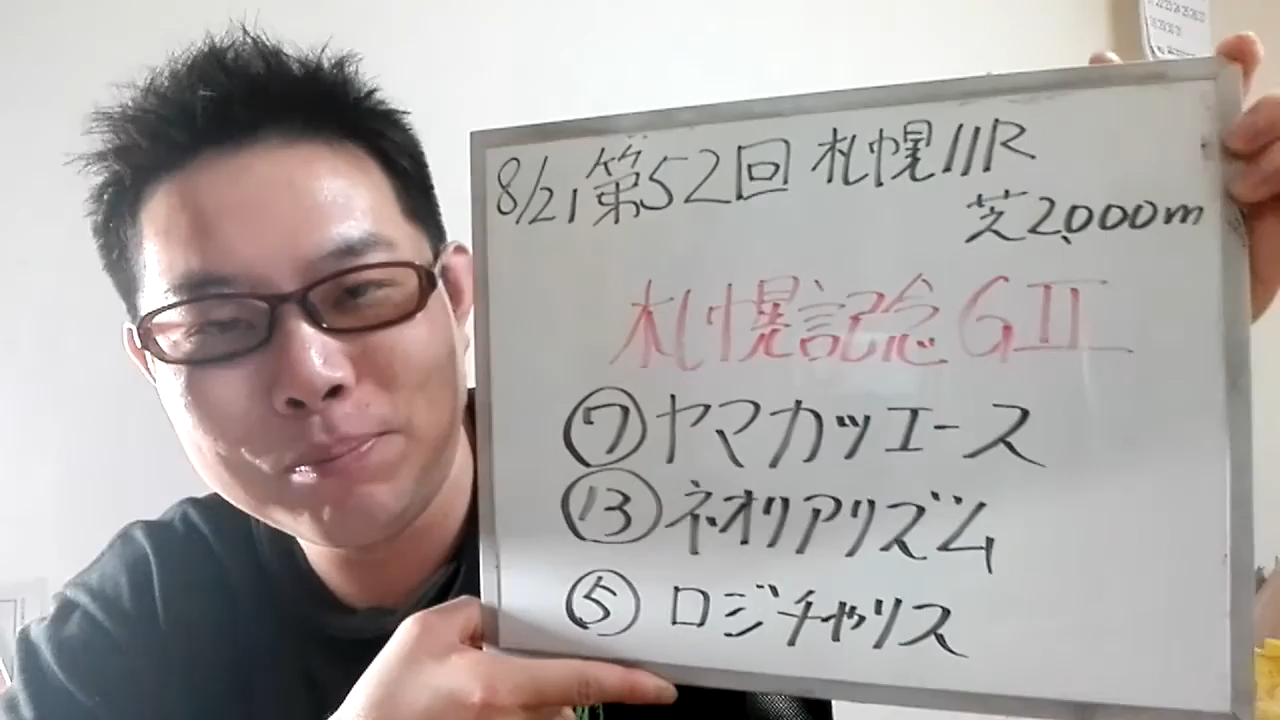 8/21 第52回 札幌11R
芝2,000m
札幌記念GII
⑦ヤマカツエース
⑬ネオリアリズム
⑤ロジチャリス